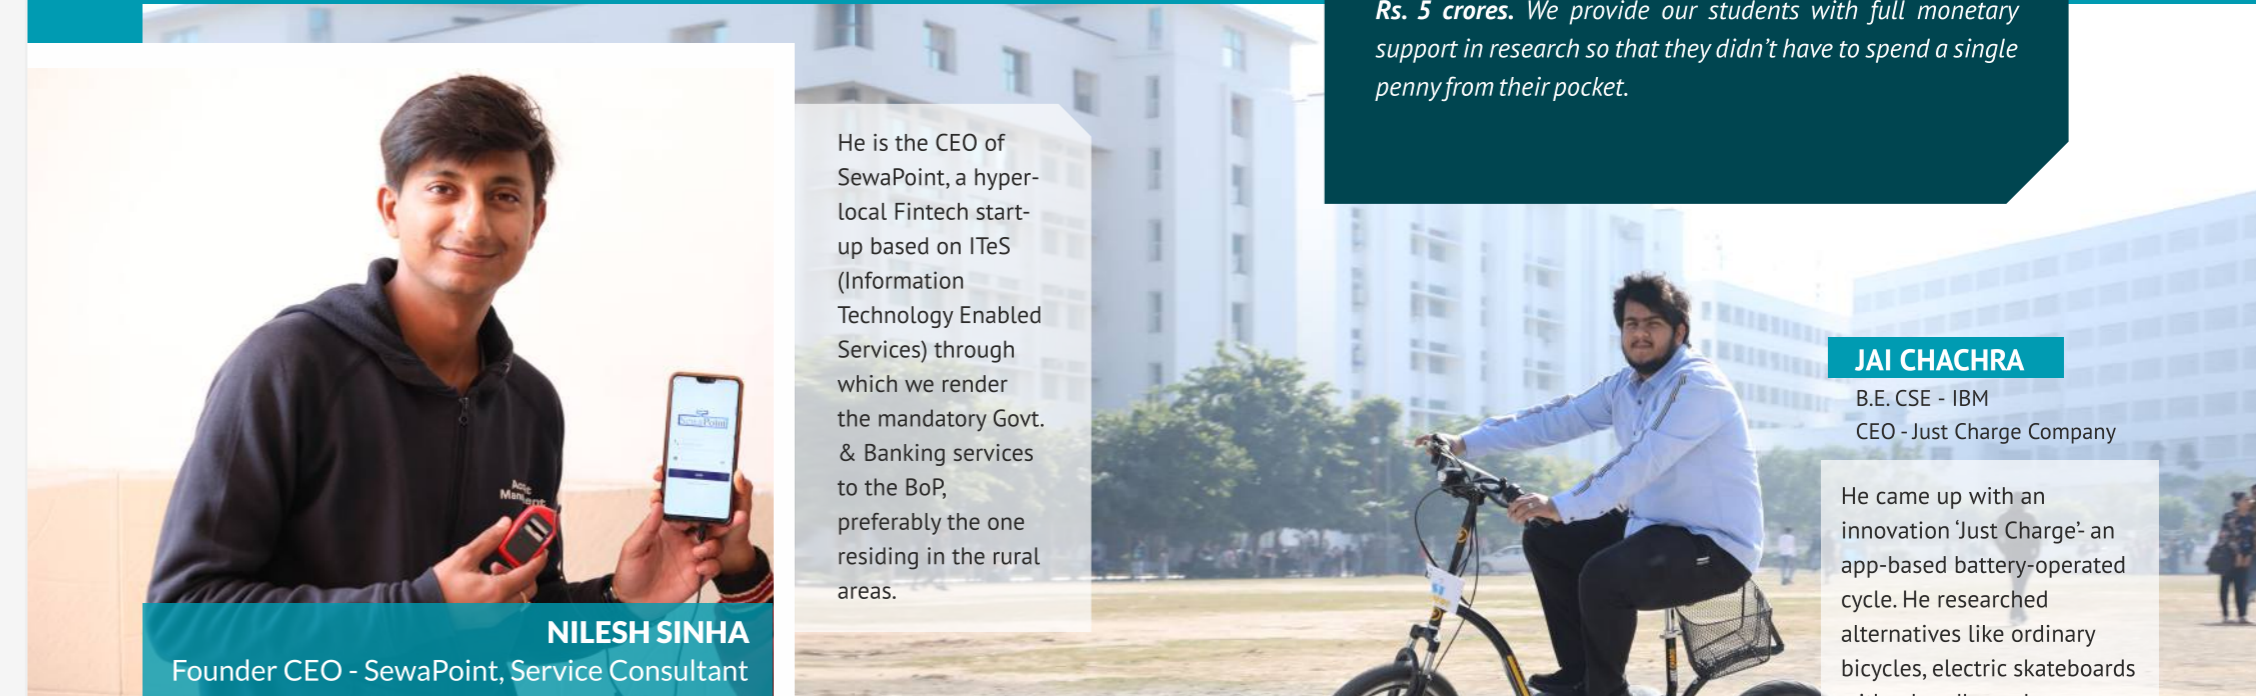 Rs. 5 crores. We provide our students with full monetary
support in research so that they didn't have to spend a single
penny from their pocket.
He is the CEO of
SewaPoint, a hyper-
local Fintech start-
up based on ITeS
(Information
Technology Enabled
Services) through
which we render
the mandatory Govt.
& Banking services
to the BoP,
preferably the one
residing in the rural
areas.
SewaPoint
NILESH SINHA
Founder CEO - SewaPoint, Service Consultant
JAI CHACHRA
B.E. CSE - IBM
CEO - Just Charge Company
He came up with an
innovation ‘Just Charge’- an
app-based battery-operated
cycle. He researched
alternatives like ordinary
bicycles, electric skateboards